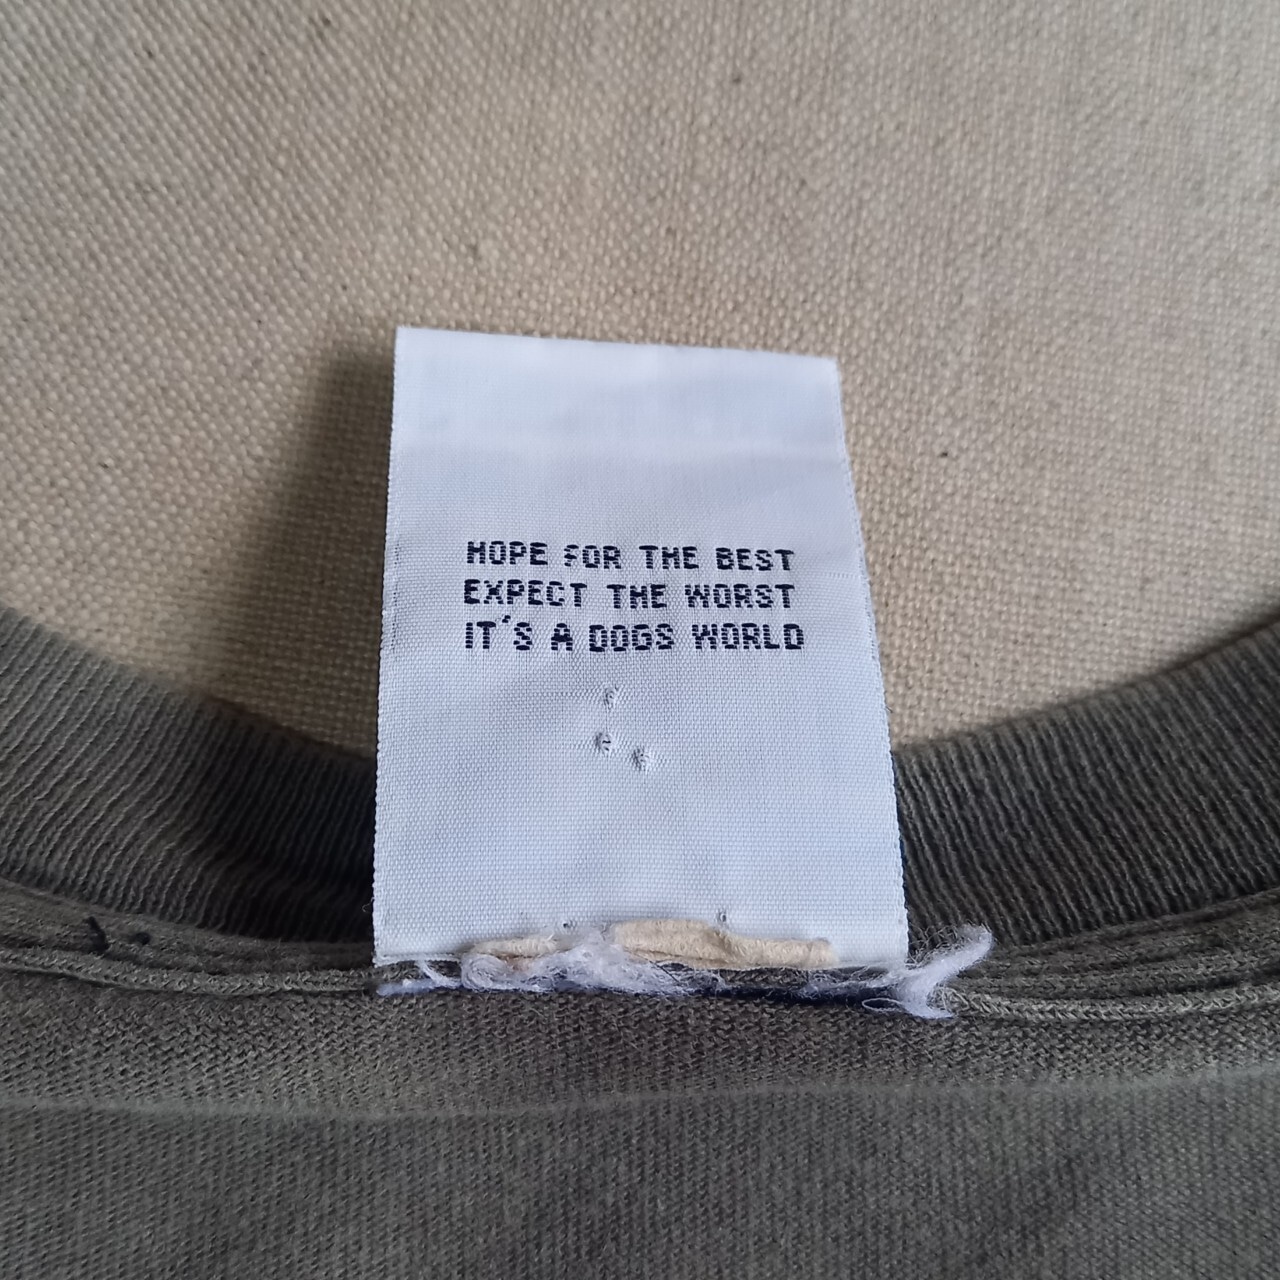 HOPE FOR THE BEST
EXPECT THE WORST
IT'S A DOGS WORLD